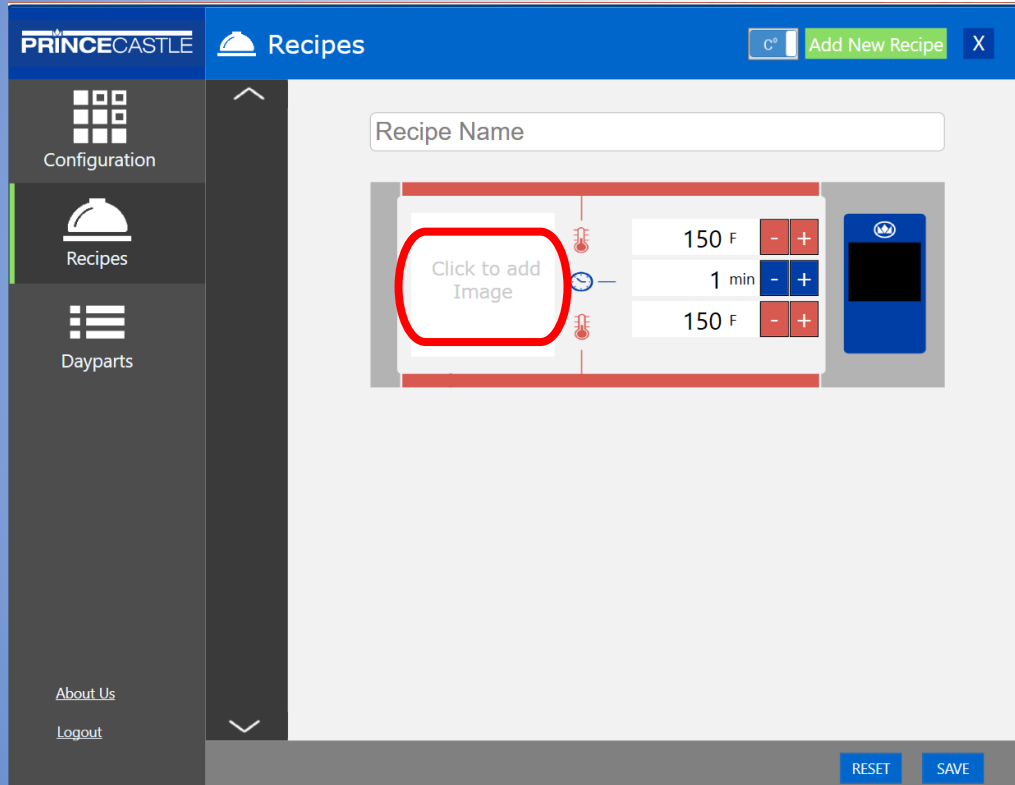 PRINCECASTLE
Recipes
C°
Add New Recipe
X
Configuration
Recipes
Dayparts
About Us
Logout
Recipe Name
Click to add
Image
150 F - +
1 min - +
150 F - +
RESET
SAVE